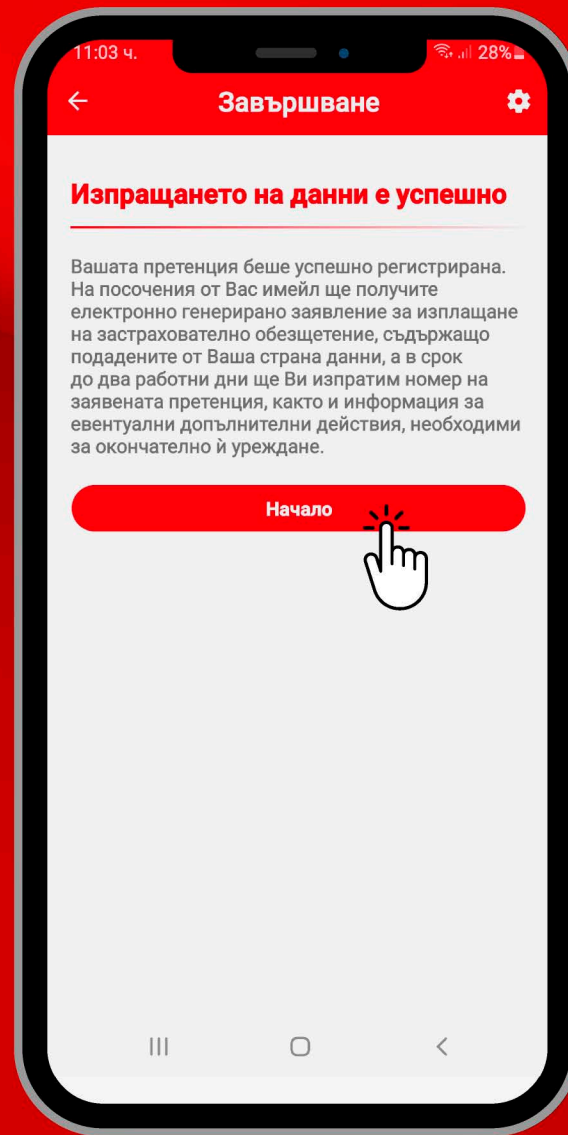 11:03 ч.
28%
Завършване
Изпращането на данни е успешно
Вашата претенция беше успешно регистрирана.
На посочения от Вас имейл ще получите
електронно генерирано заявление за изплащане
на застрахователно обезщетение, съдържащо
подадените от Ваша страна данни, а в срок
до два работни дни ще Ви изпратим номер на
заявената претенция, както и информация за
евентуални допълнителни действия, необходими
за окончателно ѝ уреждане.
Начало